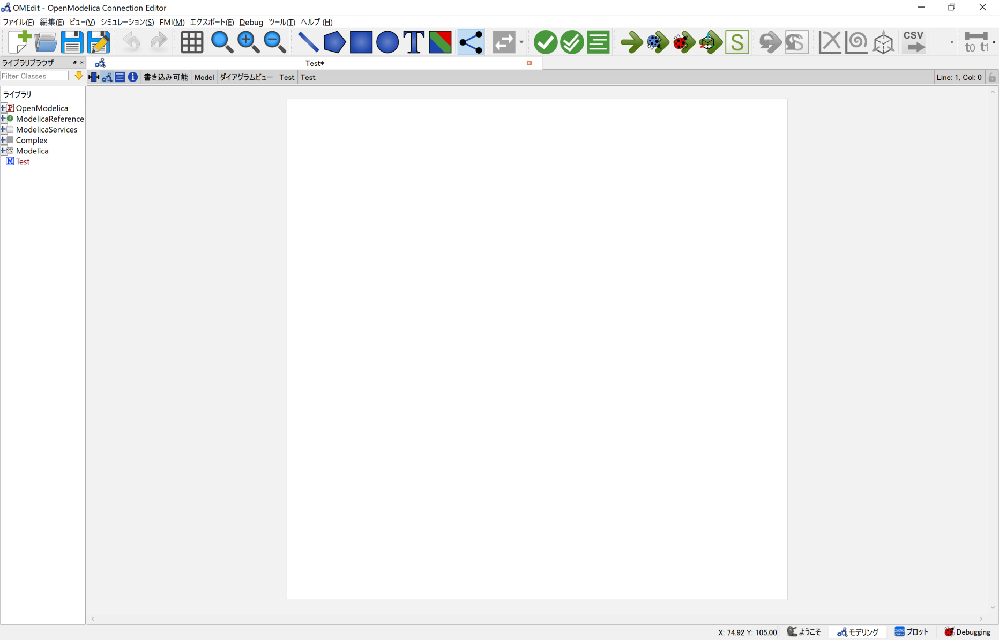 OMEdit - OpenModelica Connection Editor
ファイル(F) 編集(E) ビュー(V) シミュレーション(S) FMI(M) エクスポート(E) Debug ツール(T) ヘルプ (H)
T S S CSV » t0 t1 »
ライブラリブラウザ
Test*
Filter Classes
書き込み可能 Model ダイアグラムビュー Test Test
Line: 1, Col: 0
ライブラリ
P OpenModelica
ModelicaReference
ModelicaServices
Complex
Modelica
M Test
X: 74.92 Y: 105.00 ようこそ モデリング プロット Debugging